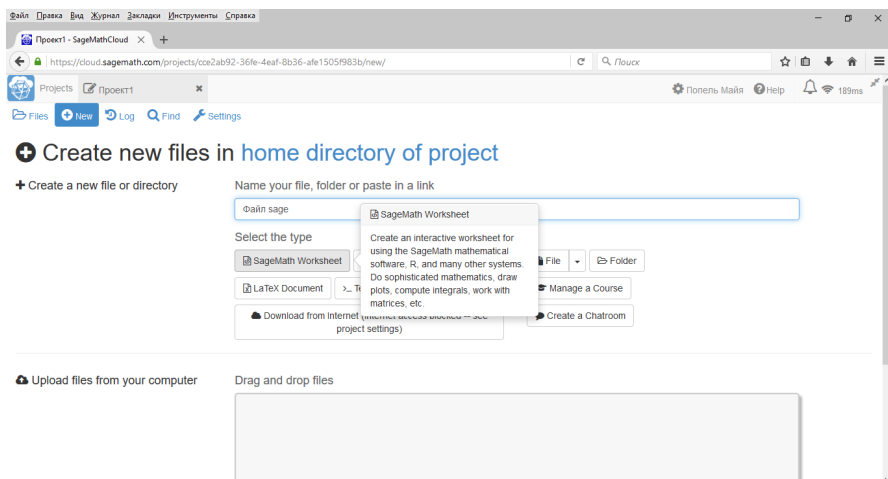 Файл Правка Вид Журнал Закладки Инструменты Справка
Проект1 - SageMathCloud
https://cloud.sagemath.com/projects/cce2ab92-36fe-4eaf-8b36-afe1505f983b/new/
Поиск
Projects Проект1 Попель Майя Help 189ms
Files New Log Find Settings
Create new files in home directory of project
Create a new file or directory
Name your file, folder or paste in a link
Файл sage
SageMath Worksheet
Create an interactive worksheet for
using the SageMath mathematical
software, R, and many other systems.
Do sophisticated mathematics, draw
plots, compute integrals, work with
matrices, etc.
Select the type
SageMath Worksheet File Folder
LaTeX Document Manage a Course
Download from Internet (Internet access blocked -- see
project settings)
Create a Chatroom
Upload files from your computer
Drag and drop files